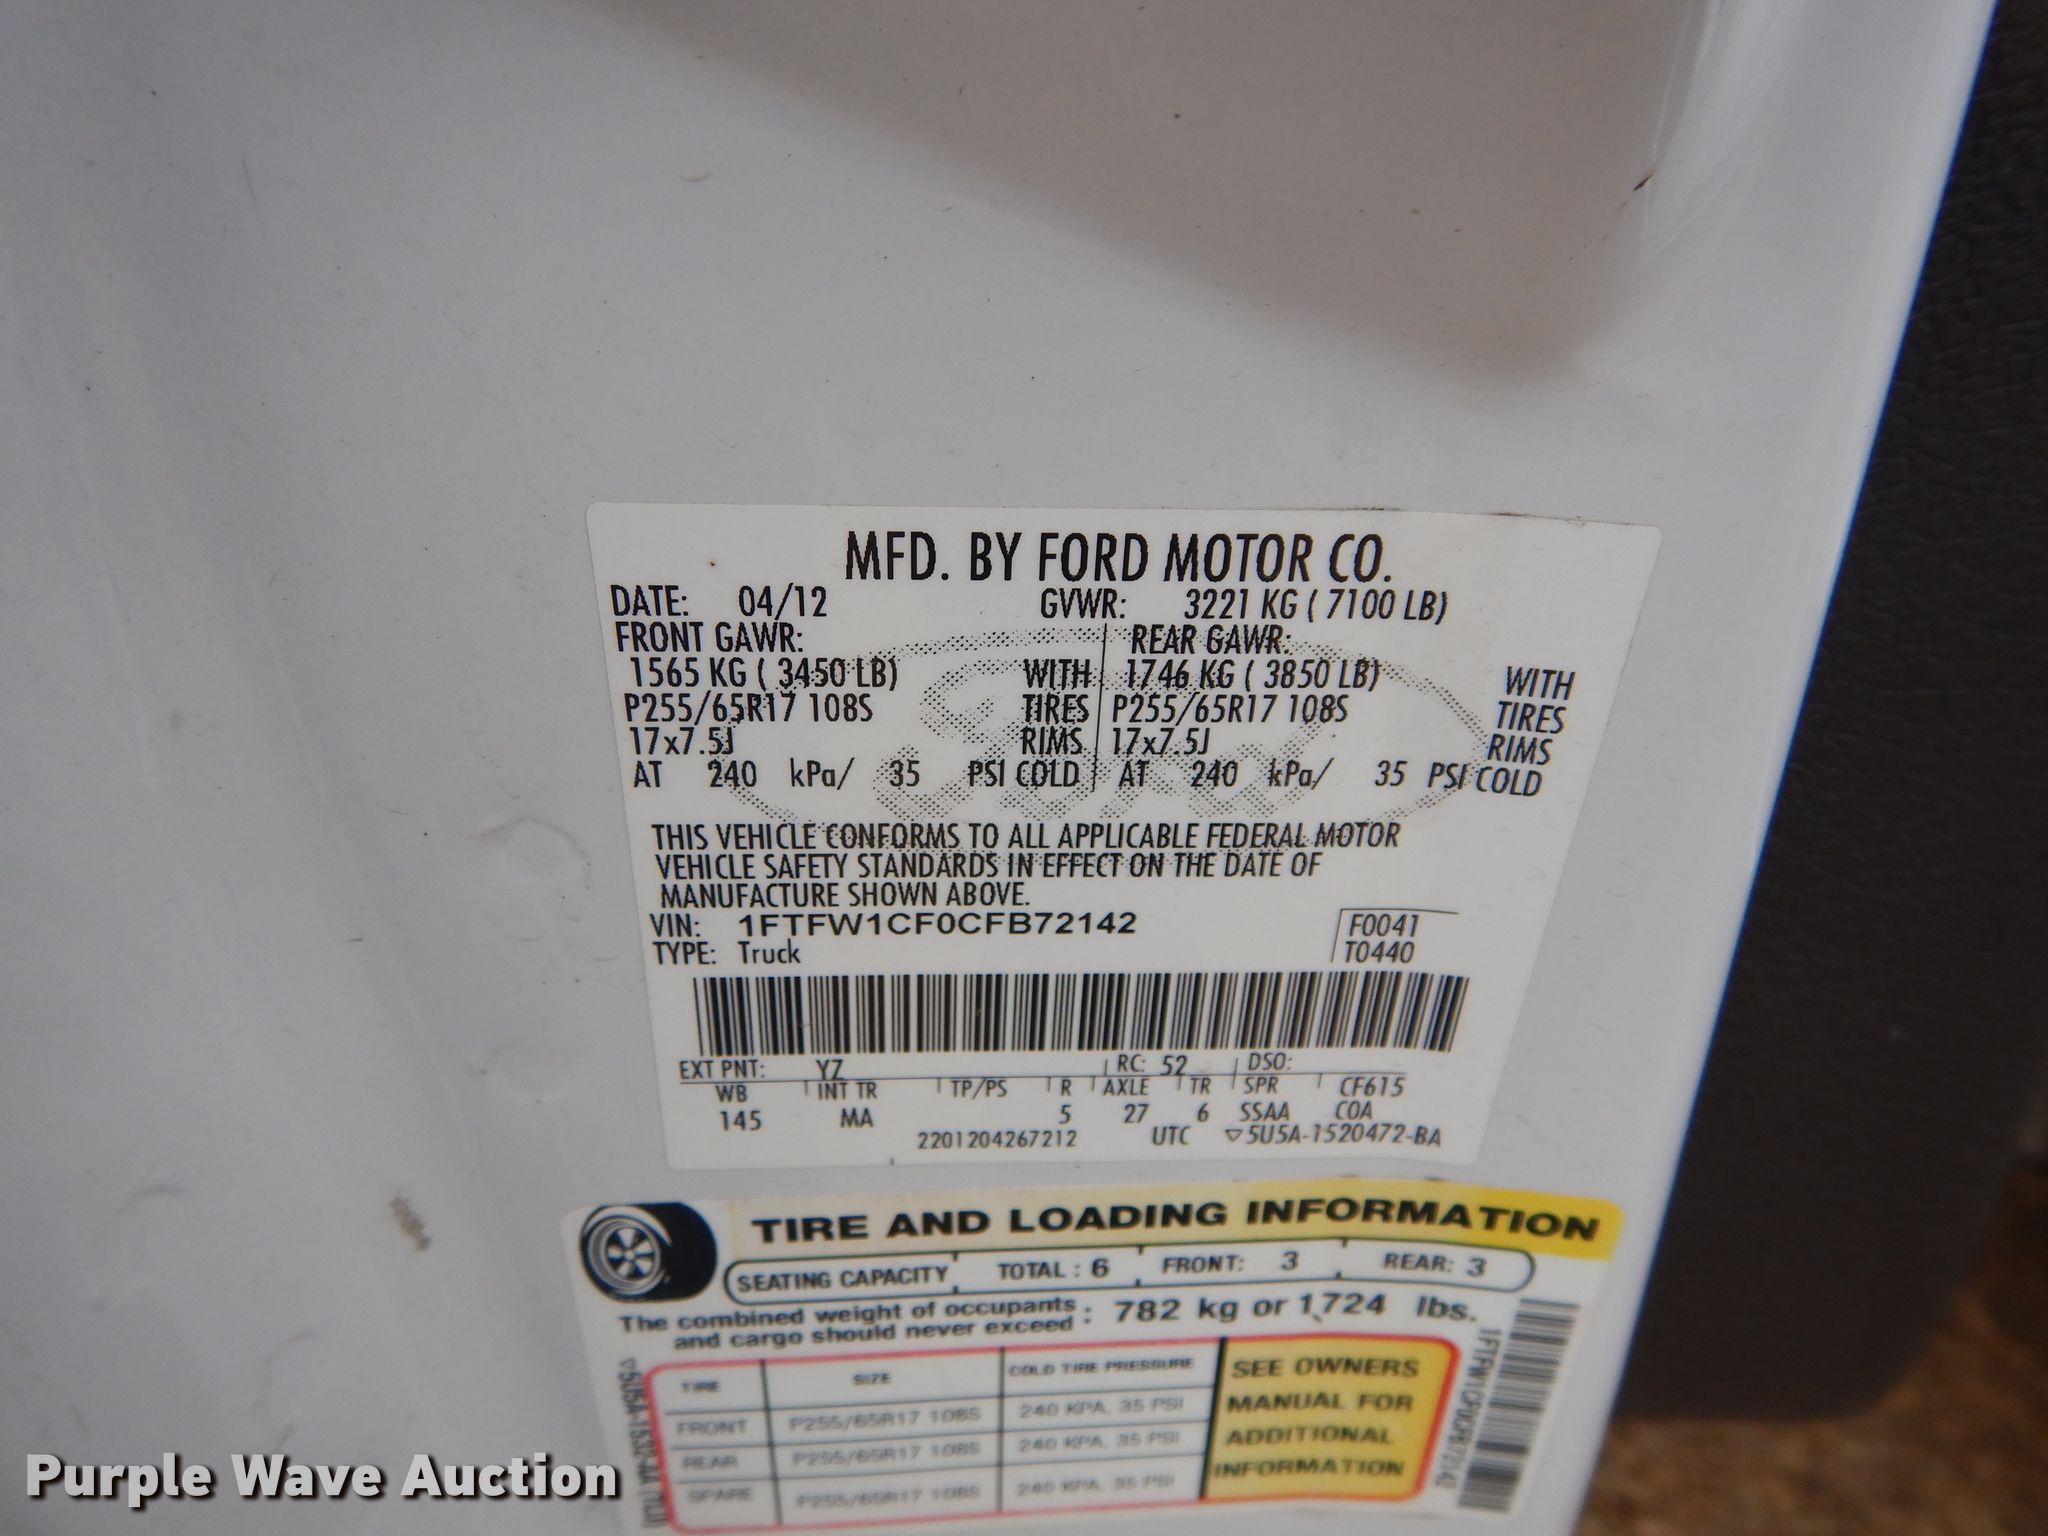 MFD. BY FORD MOTOR CO.
DATE: 04/12 GVWR: 3221 KG ( 7100 LB)
FRONT GAWR: REAR GAWR:
1565 KG ( 3450 LB) WITH 1746 KG ( 3850 LB) WITH
P255/65R17 108S TIRES P255/65R17 108S TIRES
17x7.5J RIMS 17x7.5J RIMS
AT 240 kPa/ 35 PSI COLD AT 240 kPa/ 35 PSI COLD
Ford
THIS VEHICLE CONFORMS TO ALL APPLICABLE FEDERAL MOTOR
VEHICLE SAFETY STANDARDS IN EFFECT ON THE DATE OF
MANUFACTURE SHOWN ABOVE.
VIN: 1FTFW1CF0CFB72142 F0041
TYPE: Truck T0440
EXT PNT: YZ RC: 52 DSO:
WB INT TR TP/PS R AXLE TR SPR CF615
145 MA 5 27 6 SSAA COA
2201204267212 UTC ▽5U5A-1520472-BA
TIRE AND LOADING INFORMATION
SEATING CAPACITY TOTAL : 6 FRONT: 3 REAR: 3
The combined weight of occupants
and cargo should never exceed : 782 kg or 1,724 lbs.
TIRE SIZE COLD TIRE PRESSURE
FRONT P255/65R17 108S 240 KPA, 35 PSI
REAR P255/65R17 108S 240 KPA, 35 PSI
SPARE P255/65R17 108S 240 KPA, 35 PSI
SEE OWNERS
MANUAL FOR
ADDITIONAL
INFORMATION
1FTFW1CF0CFB72142
Purple Wave Auction